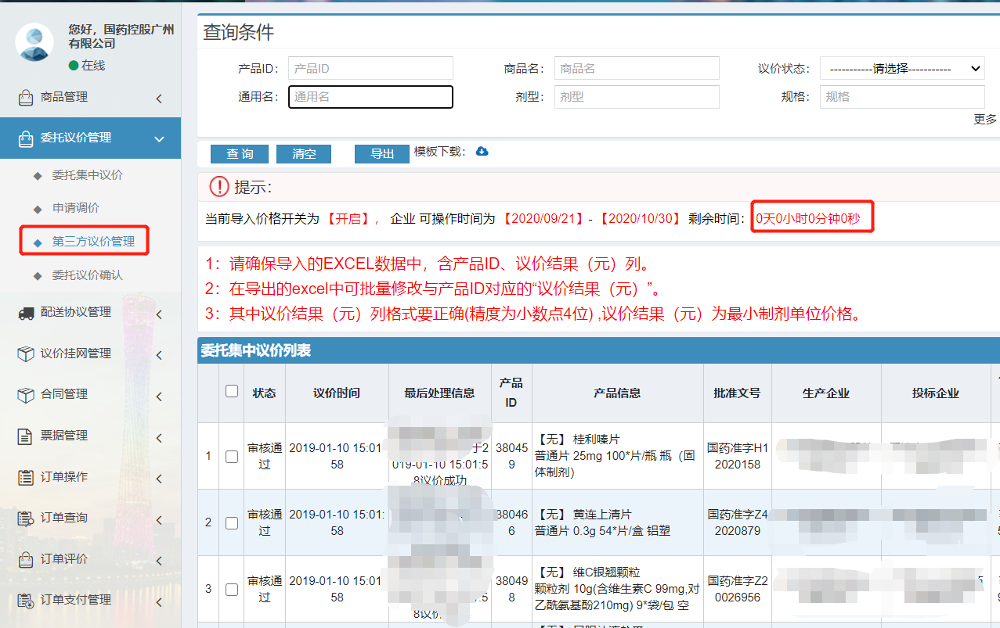 您好，国药控股广州
有限公司
在线
商品管理
委托议价管理
委托集中议价
申请调价
第三方议价管理
委托议价确认
配送协议管理
议价挂网管理
合同管理
票据管理
订单操作
订单查询
订单评价
订单支付管理
查询条件
产品ID： 产品ID 商品名： 商品名 议价状态： -----------请选择-----------
通用名： 通用名 剂型： 剂型 规格： 规格
更多
查 询 清空 导出 模板下载：
提示：
当前导入价格开关为 【开启】， 企业 可操作时间为 【2020/09/21】-【2020/10/30】 剩余时间： 0天0小时0分钟0秒
1：请确保导入的EXCEL数据中，含产品ID、议价结果（元）列。
2：在导出的excel中可批量修改与产品ID对应的“议价结果（元）”。
3：其中议价结果（元）列格式要正确(精度为小数点4位) ,议价结果（元）为最小制剂单位价格。
委托集中议价列表
状态 议价时间 最后处理信息 产品ID 产品信息 批准文号 生产企业 投标企业
1 审核通过 2019-01-10 15:01:58 于2019-01-10 15:01:58议价成功 380459 【无】 桂利嗪片
普通片 25mg 100*片/瓶 瓶（固体制剂） 国药准字H12020158
2 审核通过 2019-01-10 15:01:58 380466 【无】 黄连上清片
普通片 0.3g 54*片/盒 铝塑 国药准字Z42020879
3 审核通过 2019-01-10 15:01:58 8议价 380498 【无】 维C银翘颗粒
颗粒剂 10g(含维生素C 99mg,对乙酰氨基酚210mg) 9*袋/包 空 国药准字Z20026956